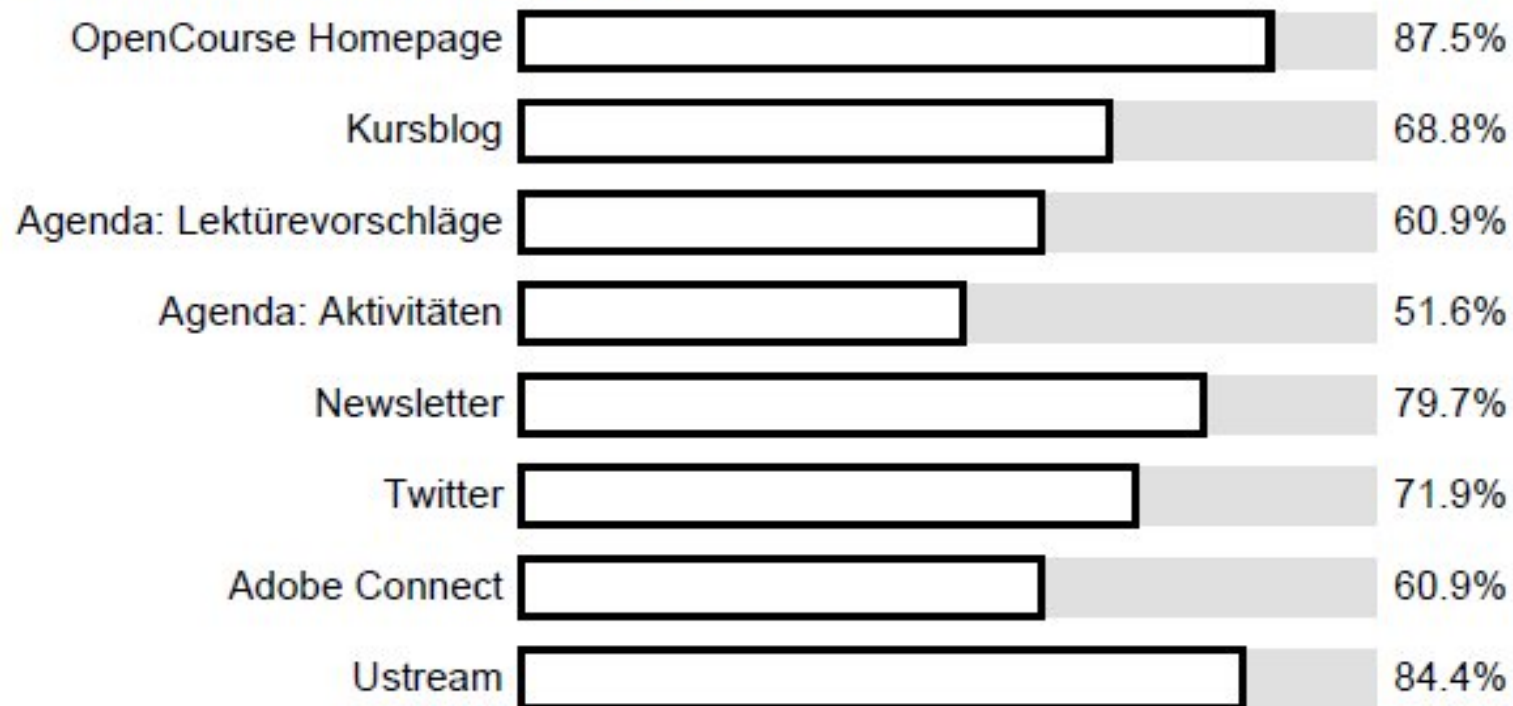 OpenCourse Homepage 87.5%
Kursblog 68.8%
Agenda: Lektürevorschläge 60.9%
Agenda: Aktivitäten 51.6%
Newsletter 79.7%
Twitter 71.9%
Adobe Connect 60.9%
Ustream 84.4%